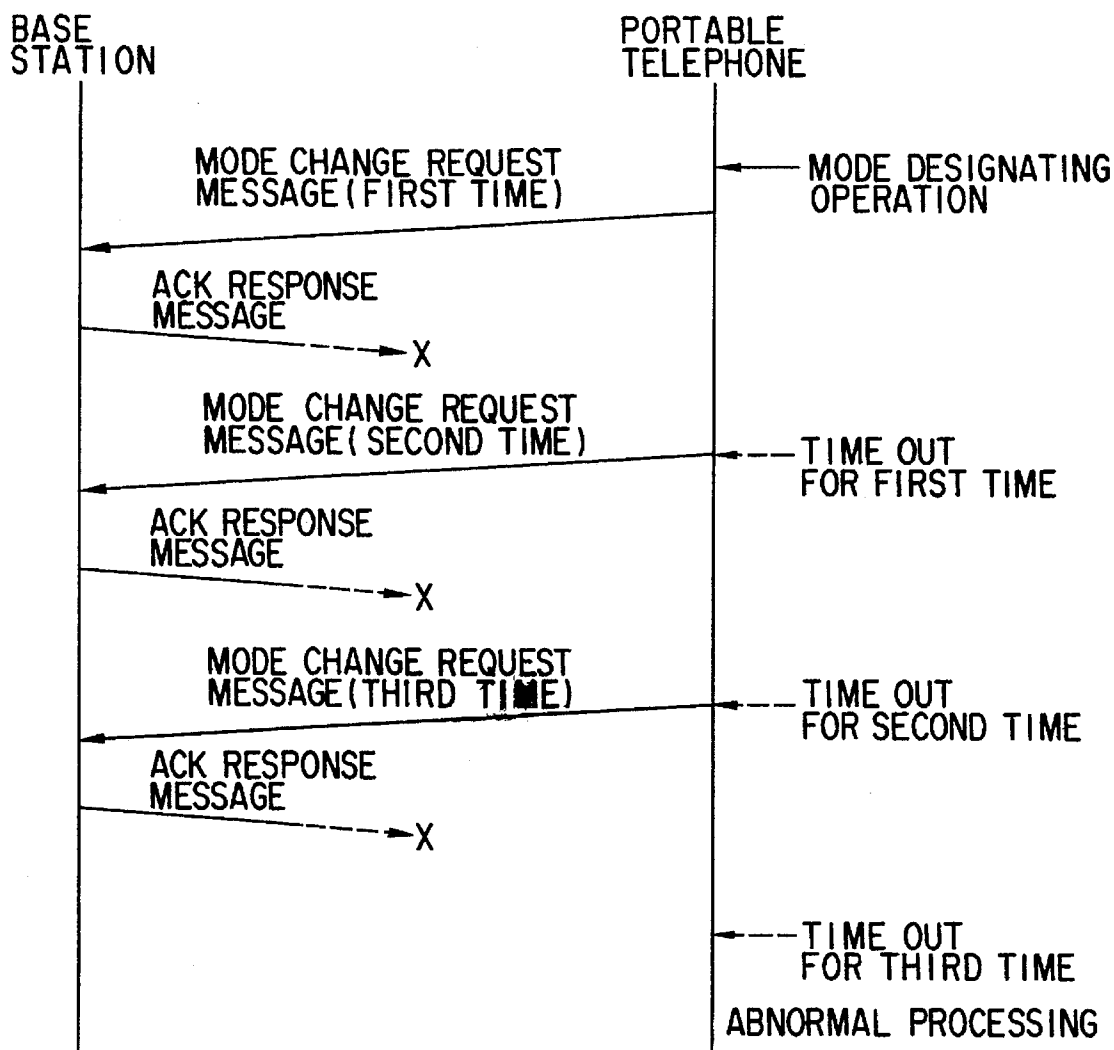 BASE
STATION
PORTABLE
TELEPHONE
MODE CHANGE REQUEST
MESSAGE(FIRST TIME)
MODE DESIGNATING
OPERATION
ACK RESPONSE
MESSAGE
X
MODE CHANGE REQUEST
MESSAGE(SECOND TIME)
TIME OUT
FOR FIRST TIME
ACK RESPONSE
MESSAGE
X
MODE CHANGE REQUEST
MESSAGE(THIRD TIME)
TIME OUT
FOR SECOND TIME
ACK RESPONSE
MESSAGE
X
TIME OUT
FOR THIRD TIME
ABNORMAL PROCESSING